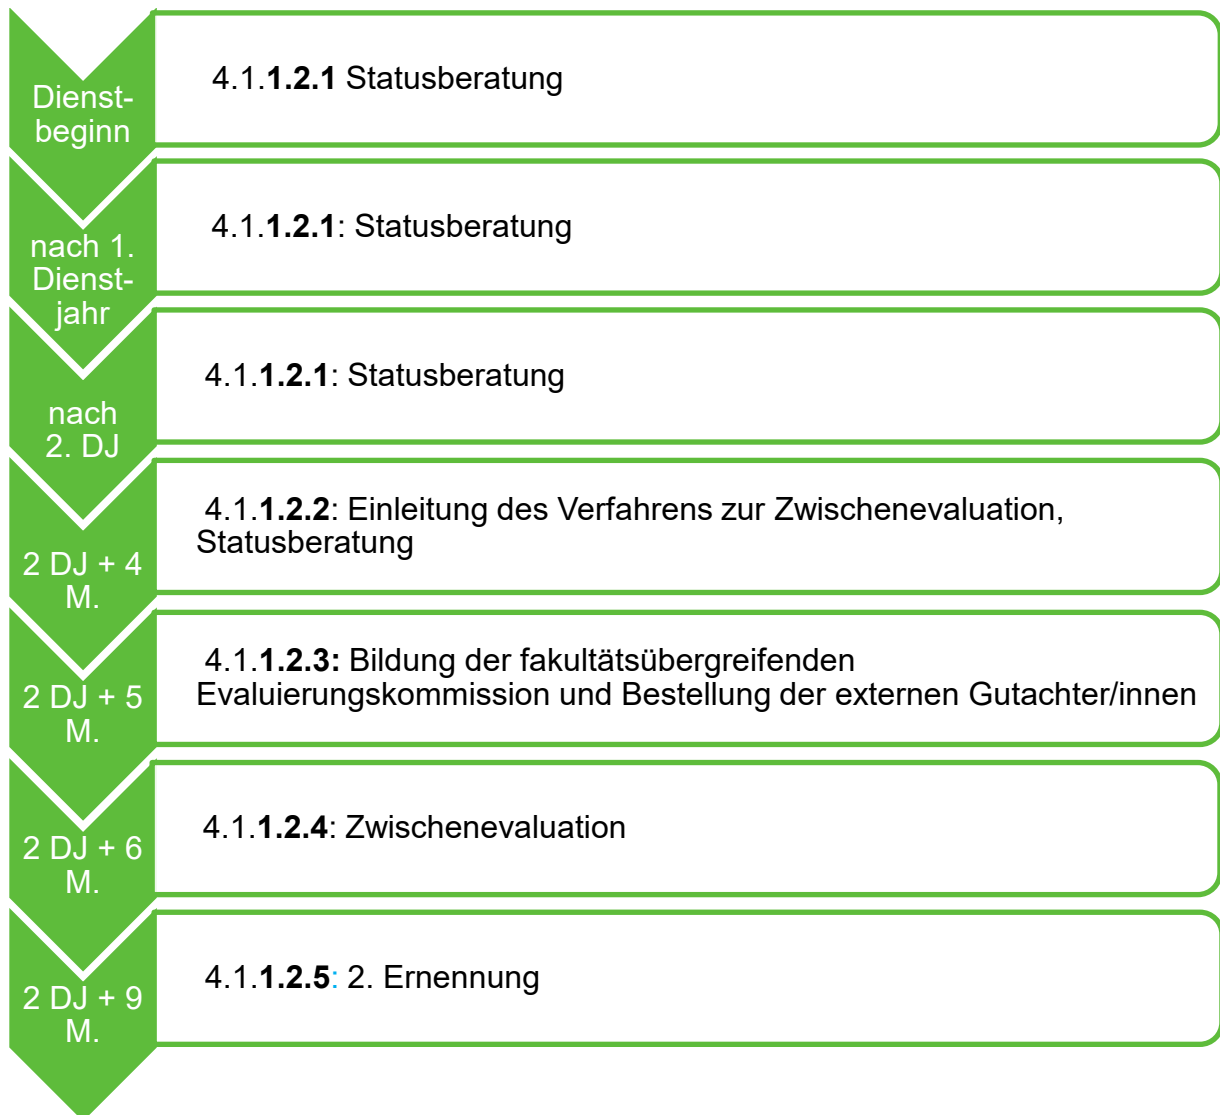 Dienst-
beginn
4.1.1.2.1 Statusberatung
nach 1.
Dienst-
jahr
4.1.1.2.1: Statusberatung
nach
2. DJ
4.1.1.2.1: Statusberatung
2 DJ + 4
M.
4.1.1.2.2: Einleitung des Verfahrens zur Zwischenevaluation,
Statusberatung
2 DJ + 5
M.
4.1.1.2.3: Bildung der fakultätsübergreifenden
Evaluierungskommission und Bestellung der externen Gutachter/innen
2 DJ + 6
M.
4.1.1.2.4: Zwischenevaluation
2 DJ + 9
M.
4.1.1.2.5: 2. Ernennung